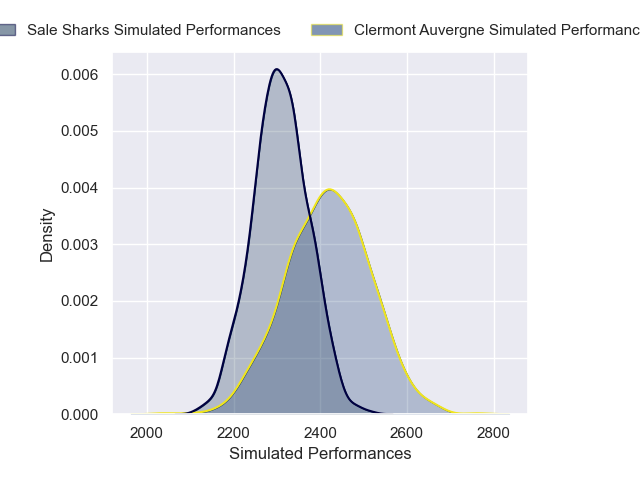 Sale Sharks Simulated Performances Clermont Auvergne Simulated Performanc
0.006
0.005
0.004
0.003
0.002
0.001
0.000
Density
2000 2200 2400 2600 2800
Simulated Performances